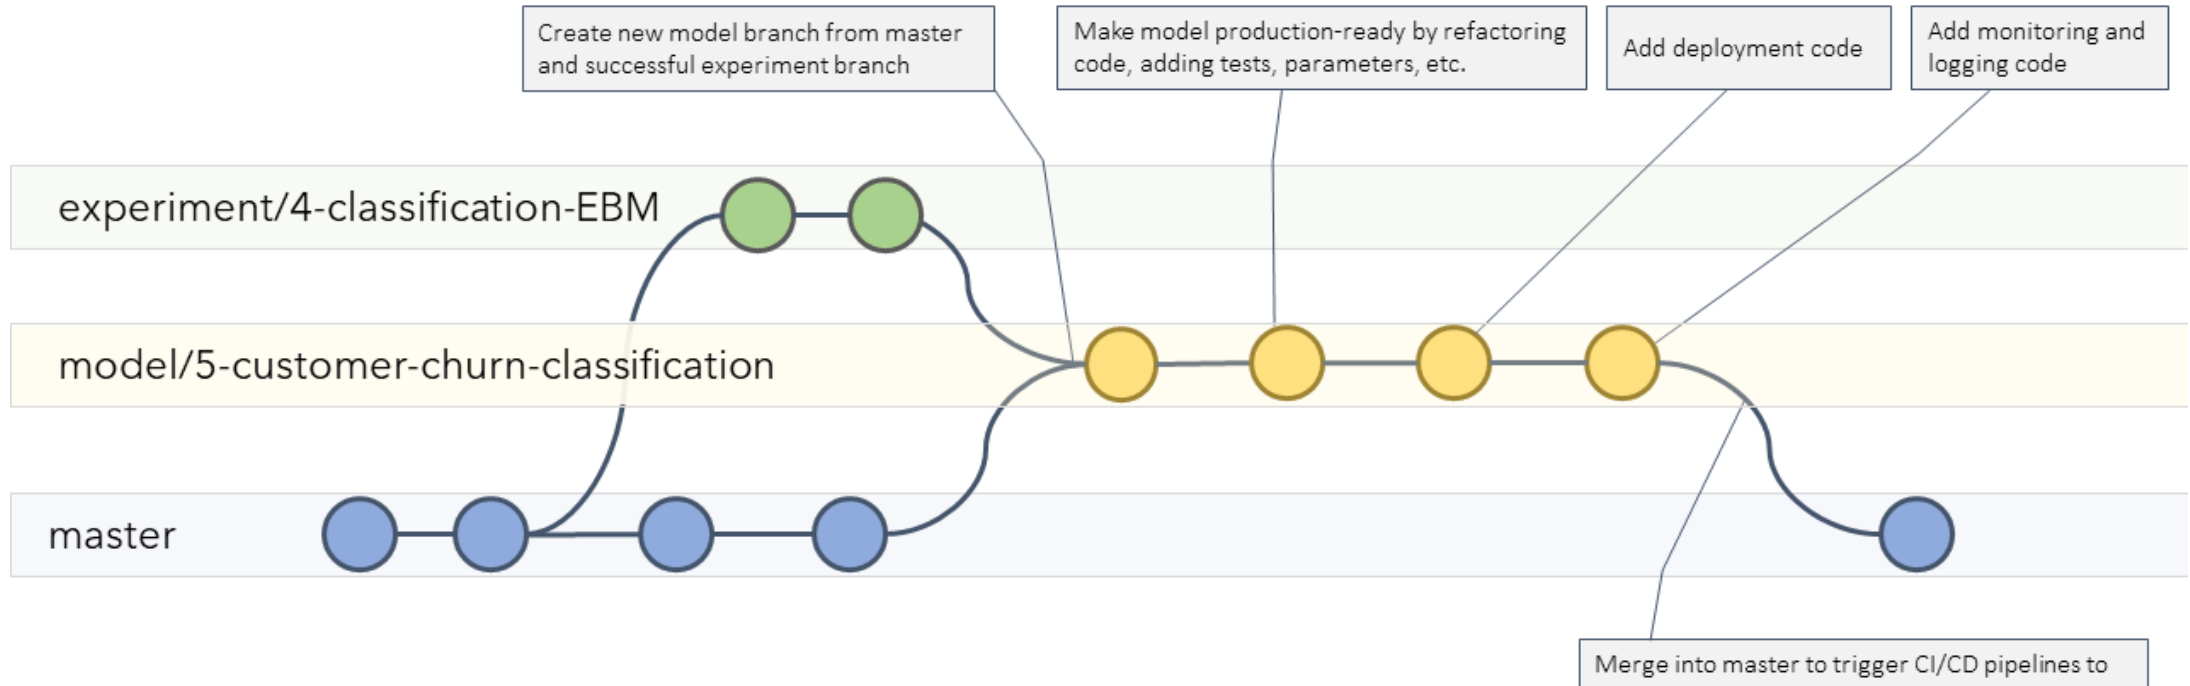 Create new model branch from master
and successful experiment branch
Make model production-ready by refactoring
code, adding tests, parameters, etc.
Add deployment code
Add monitoring and
logging code
experiment/4-classification-EBM
model/5-customer-churn-classification
master
Merge into master to trigger CI/CD pipelines to